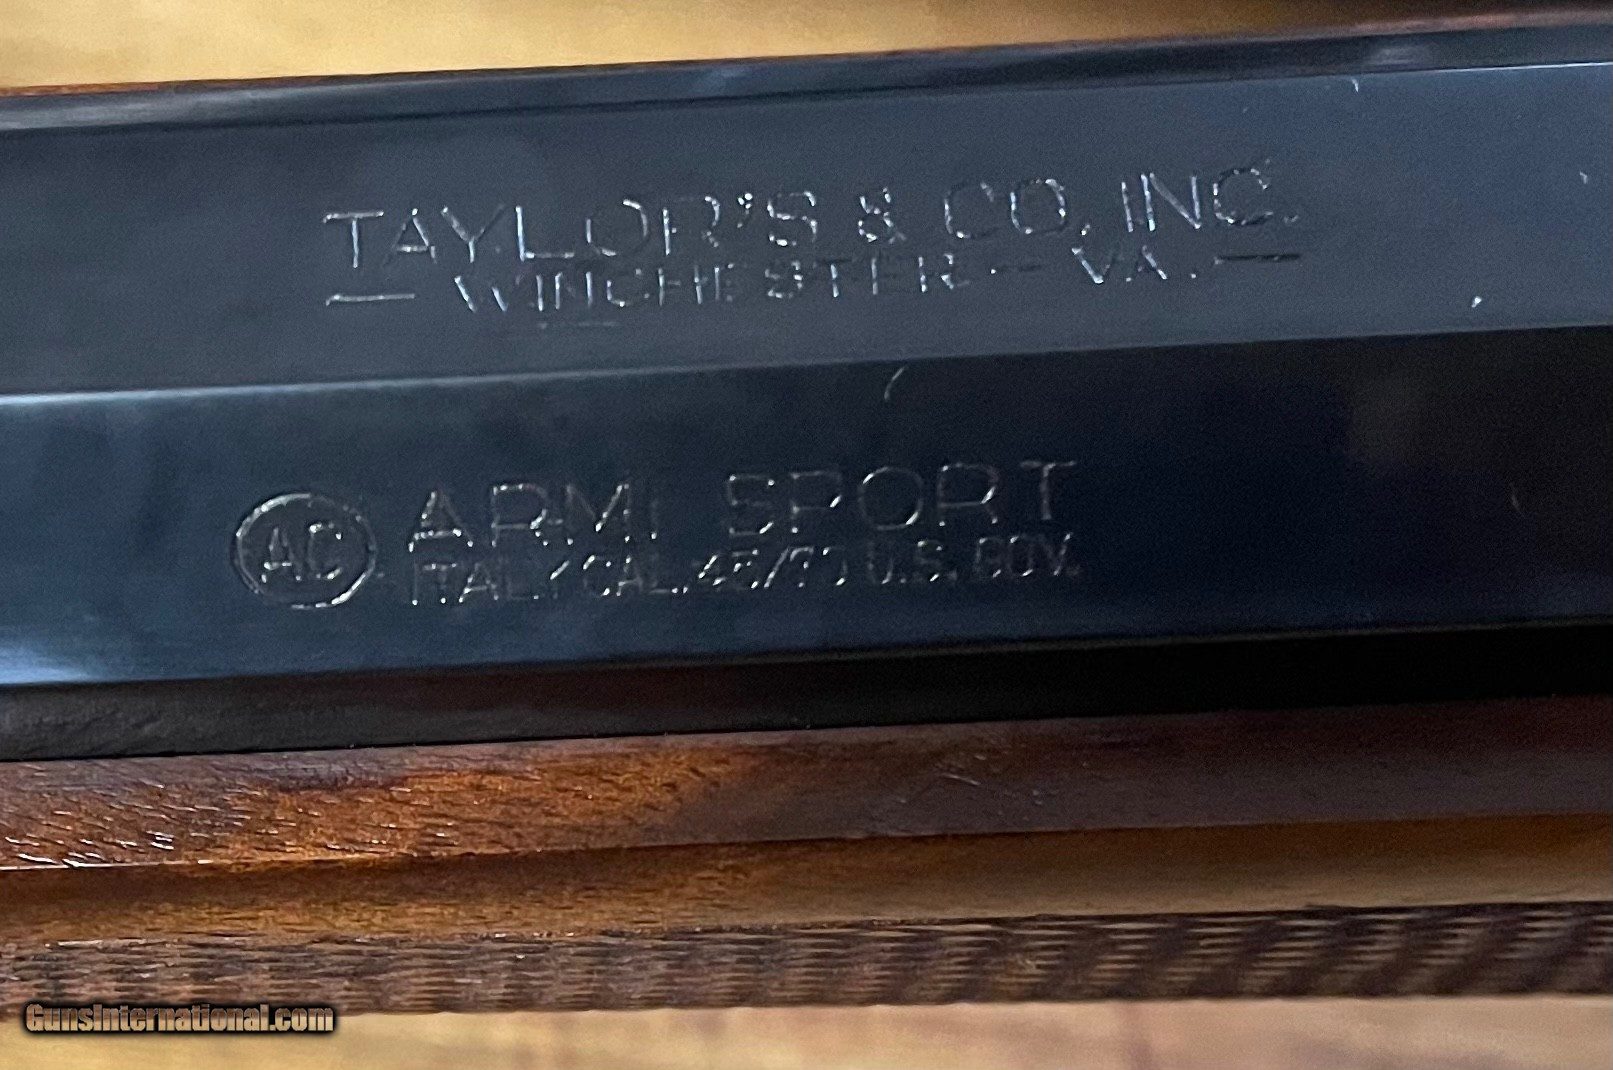 TAYLOR'S & CO. INC.
— WINCHESTER — VA. —
AC ARMI SPORT
ITALY CAL. 45/70 U.S. GOV.
GunsInternational.com